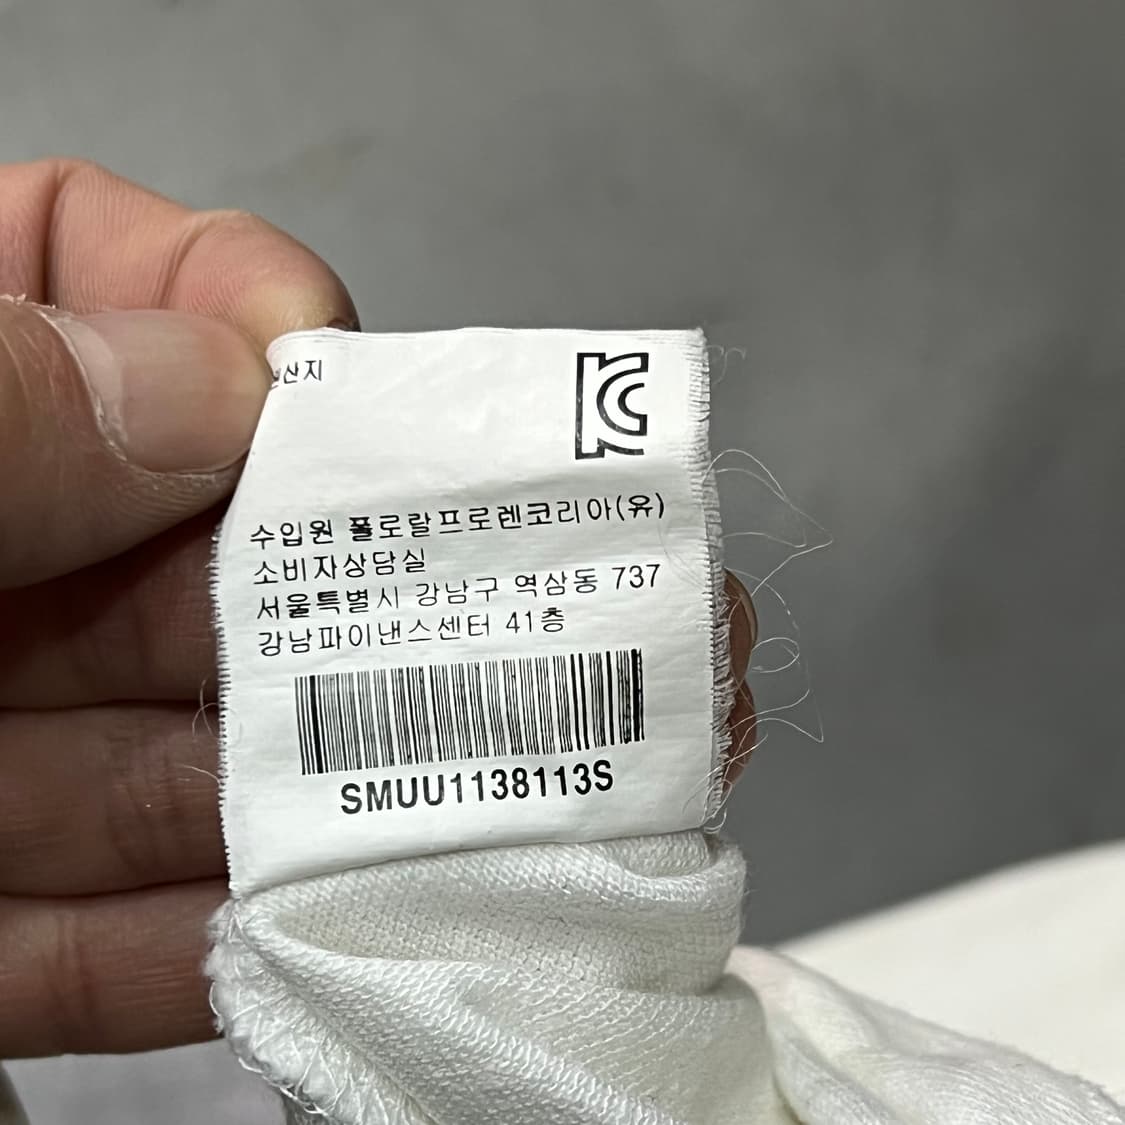 산지
KC
수입원 폴로랄프로렌코리아(유)
소비자상담실
서울특별시 강남구 역삼동 737
강남파이낸스센터 41층
SMUU1138113S